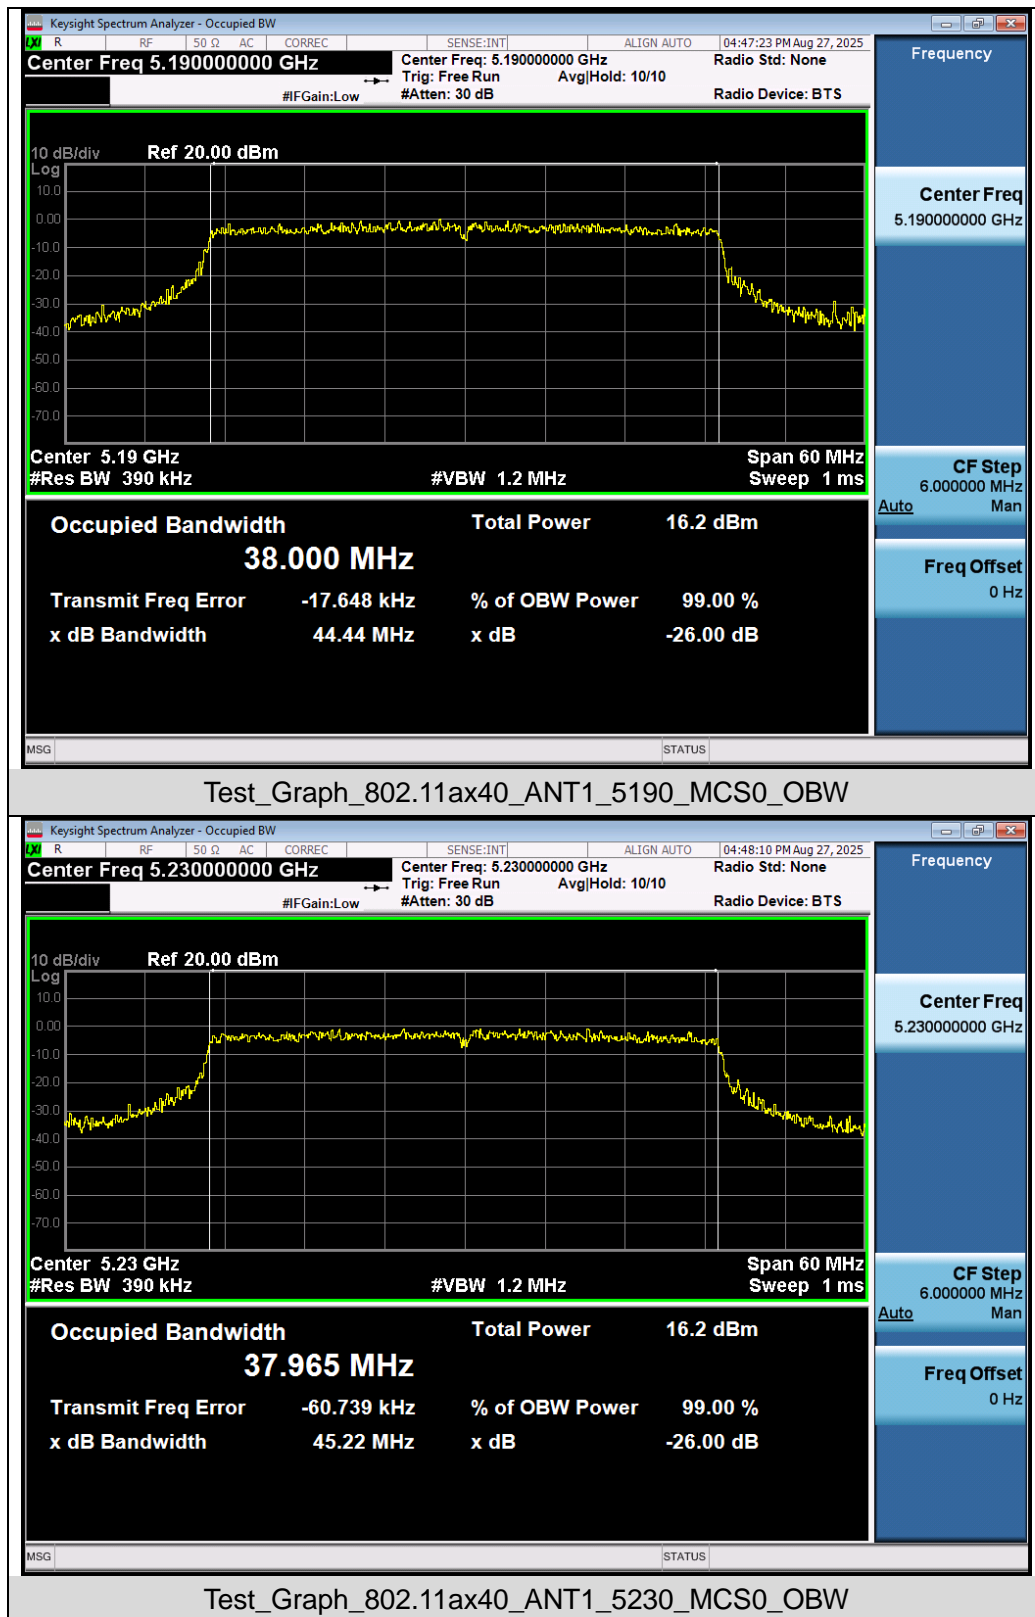 Keysight Spectrum Analyzer - Occupied BW
LXI R RF 50 Ω AC CORREC SENSE:INT ALIGN AUTO 04:47:23 PM Aug 27, 2025
Center Freq 5.190000000 GHz
Center Freq: 5.190000000 GHz Radio Std: None
Trig: Free Run Avg|Hold: 10/10
#IFGain:Low #Atten: 30 dB Radio Device: BTS
Frequency
10 dB/div Ref 20.00 dBm
Log
10.0
0.00
-10.0
-20.0
-30.0
-40.0
-50.0
-60.0
-70.0
Center 5.19 GHz Span 60 MHz
#Res BW 390 kHz #VBW 1.2 MHz Sweep 1 ms
Center Freq
5.190000000 GHz
CF Step
6.000000 MHz
Auto Man
Freq Offset
0 Hz
Occupied Bandwidth Total Power 16.2 dBm
38.000 MHz
Transmit Freq Error -17.648 kHz % of OBW Power 99.00 %
x dB Bandwidth 44.44 MHz x dB -26.00 dB
MSG STATUS
Test_Graph_802.11ax40_ANT1_5190_MCS0_OBW
Keysight Spectrum Analyzer - Occupied BW
LXI R RF 50 Ω AC CORREC SENSE:INT ALIGN AUTO 04:48:10 PM Aug 27, 2025
Center Freq 5.230000000 GHz
Center Freq: 5.230000000 GHz Radio Std: None
Trig: Free Run Avg|Hold: 10/10
#IFGain:Low #Atten: 30 dB Radio Device: BTS
Frequency
10 dB/div Ref 20.00 dBm
Log
10.0
0.00
-10.0
-20.0
-30.0
-40.0
-50.0
-60.0
-70.0
Center 5.23 GHz Span 60 MHz
#Res BW 390 kHz #VBW 1.2 MHz Sweep 1 ms
Center Freq
5.230000000 GHz
CF Step
6.000000 MHz
Auto Man
Freq Offset
0 Hz
Occupied Bandwidth Total Power 16.2 dBm
37.965 MHz
Transmit Freq Error -60.739 kHz % of OBW Power 99.00 %
x dB Bandwidth 45.22 MHz x dB -26.00 dB
MSG STATUS
Test_Graph_802.11ax40_ANT1_5230_MCS0_OBW